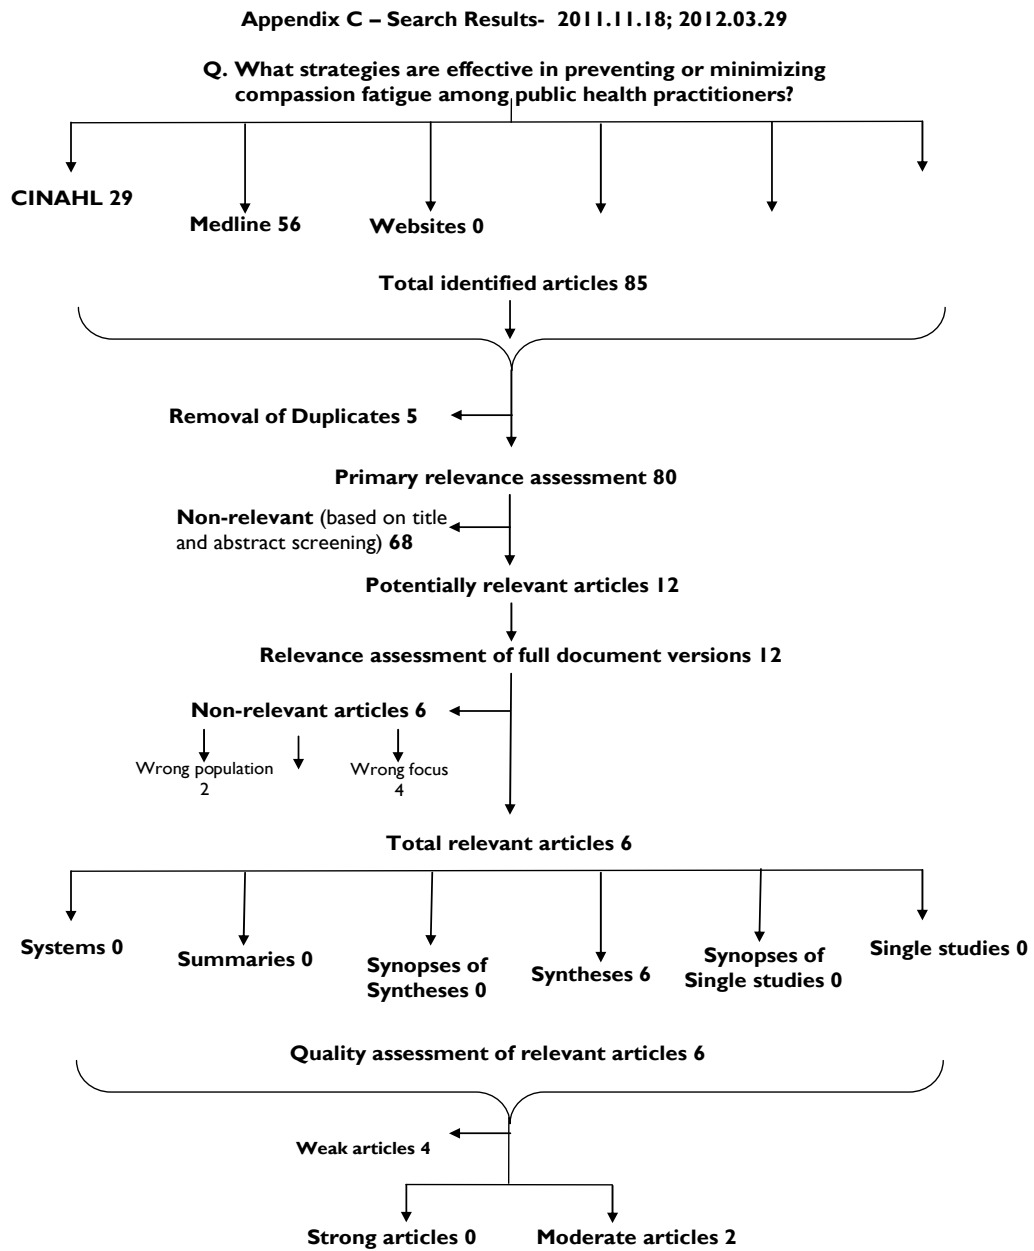 Appendix C – Search Results- 2011.11.18; 2012.03.29
Q. What strategies are effective in preventing or minimizing
compassion fatigue among public health practitioners?
CINAHL 29
Medline 56
Websites 0
Total identified articles 85
Removal of Duplicates 5
Primary relevance assessment 80
Non-relevant (based on title
and abstract screening) 68
Potentially relevant articles 12
Relevance assessment of full document versions 12
Non-relevant articles 6
Wrong population
2
Wrong focus
4
Total relevant articles 6
Systems 0
Summaries 0
Synopses of
Syntheses 0
Syntheses 6
Synopses of
Single studies 0
Single studies 0
Quality assessment of relevant articles 6
Weak articles 4
Strong articles 0
Moderate articles 2